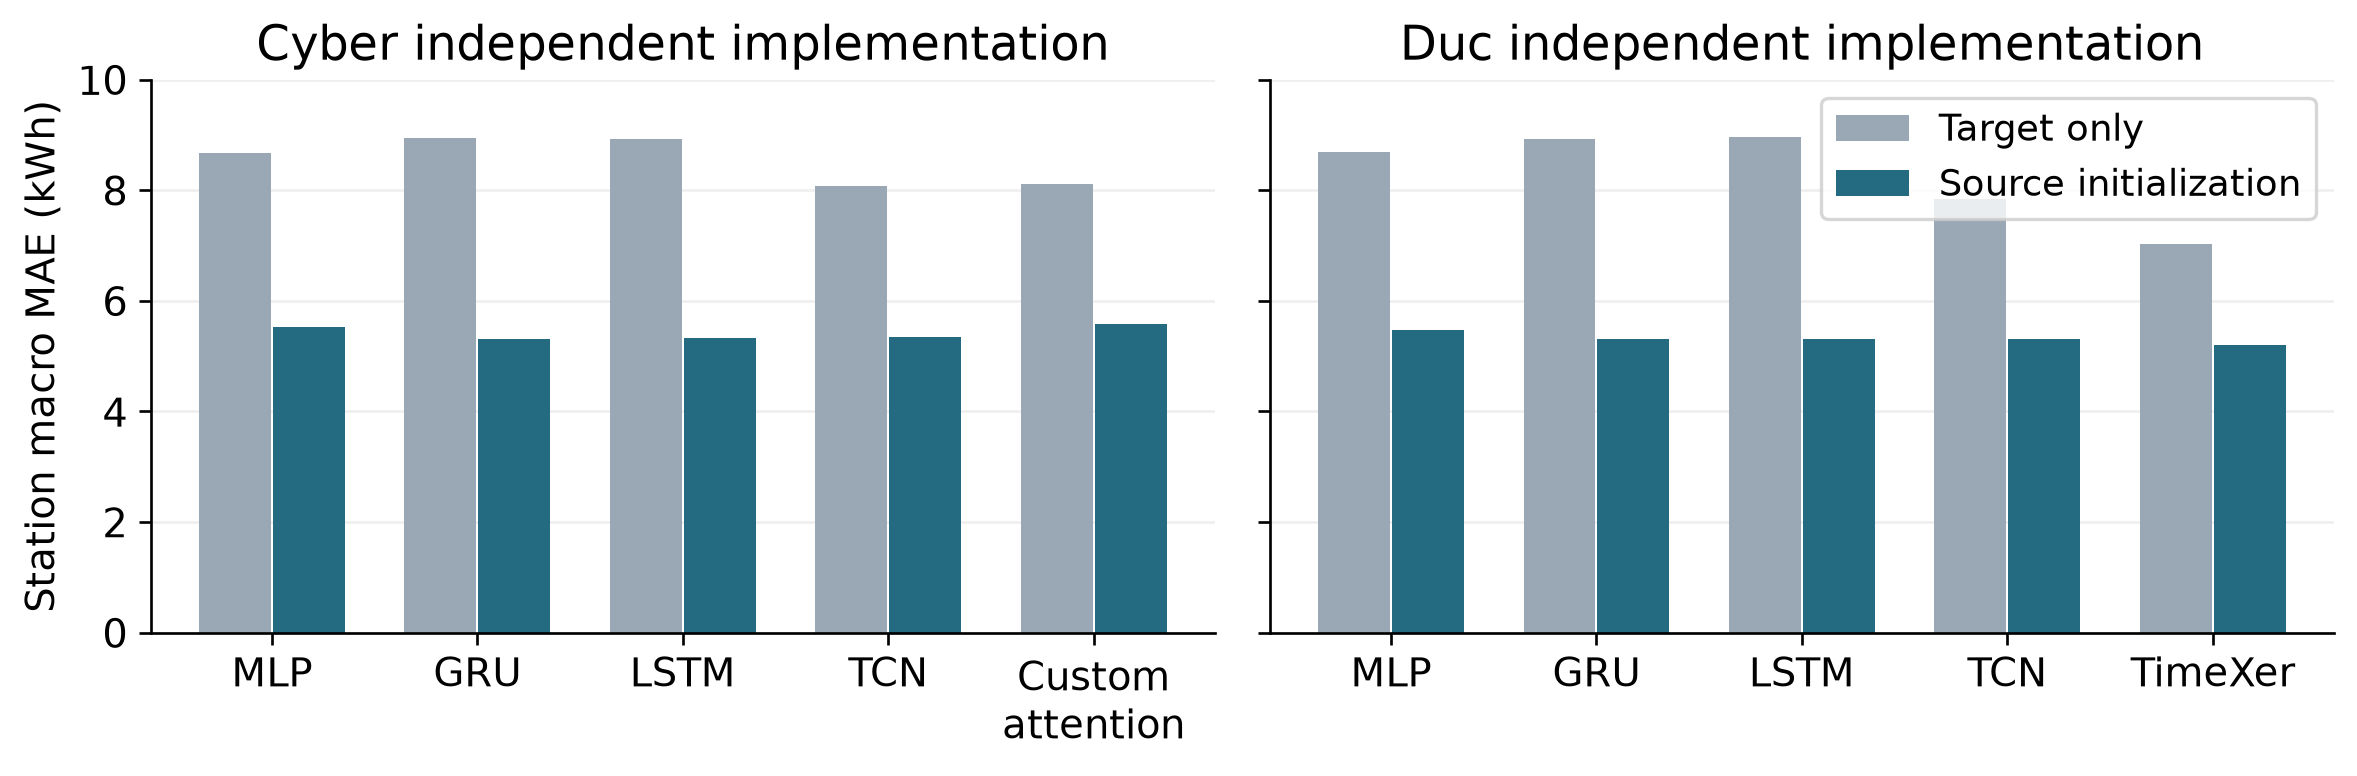 Cyber independent implementation
Duc independent implementation
Station macro MAE (kWh)
10
8
6
4
2
0
Target only
Source initialization
MLP
GRU
LSTM
TCN
Custom
attention
MLP
GRU
LSTM
TCN
TimeXer